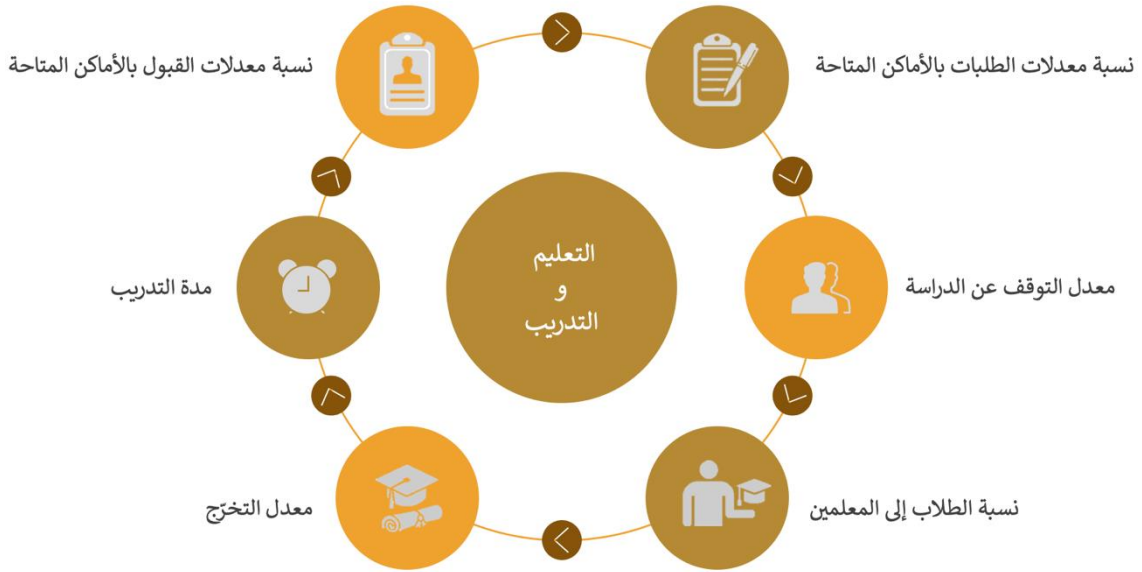 نسبة معدلات الطلبات بالأماكن المتاحة
نسبة معدلات القبول بالأماكن المتاحة
التعليم
و
التدريب
معدل التوقف عن الدراسة
مدة التدريب
نسبة الطلاب إلى المعلمين
معدل التخرّج